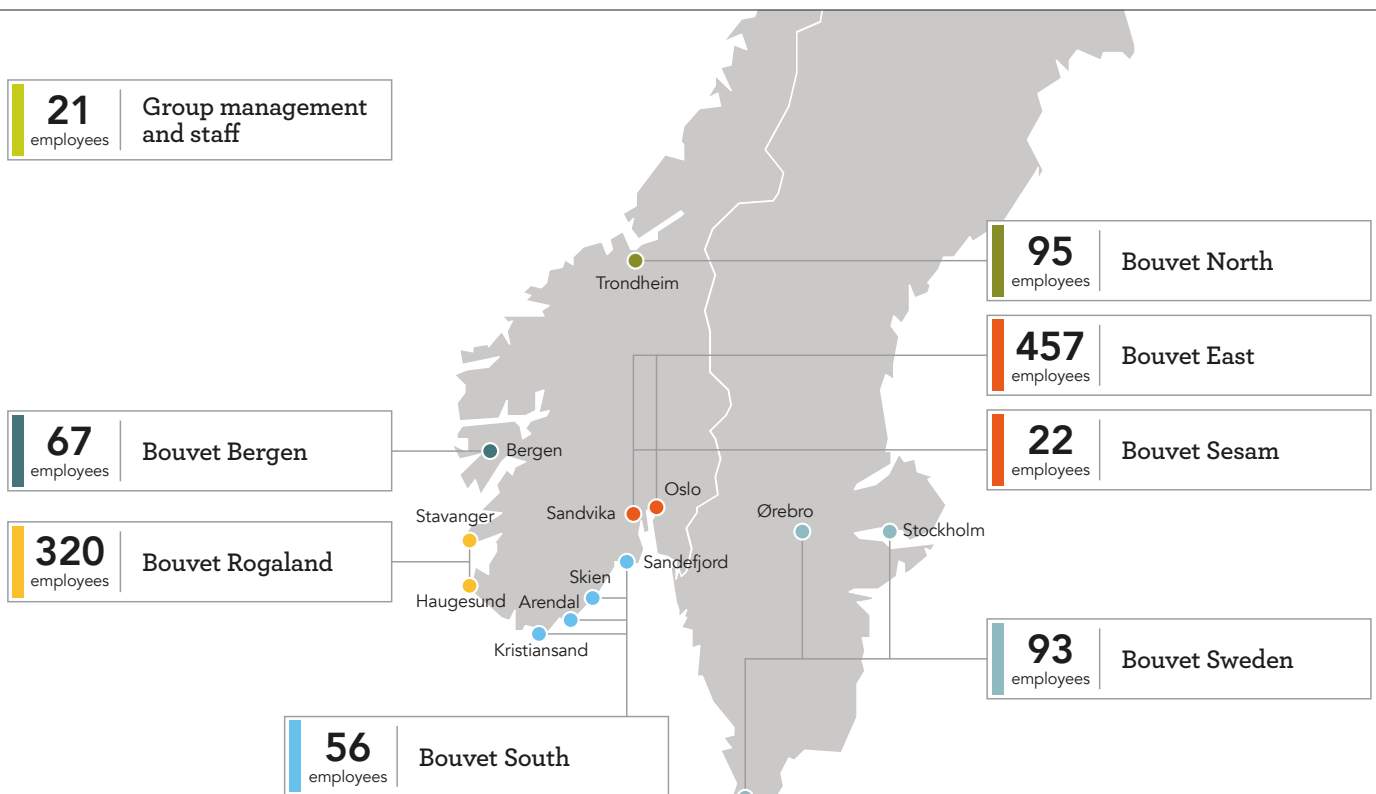 21
employees
Group management
and staff
95
employees
Bouvet North
Trondheim
457
employees
Bouvet East
67
employees
Bouvet Bergen
Bergen
22
employees
Bouvet Sesam
Oslo
Sandvika
Ørebro
Stockholm
Stavanger
320
employees
Bouvet Rogaland
Haugesund
Sandefjord
Skien
Arendal
Kristiansand
93
employees
Bouvet Sweden
56
employees
Bouvet South